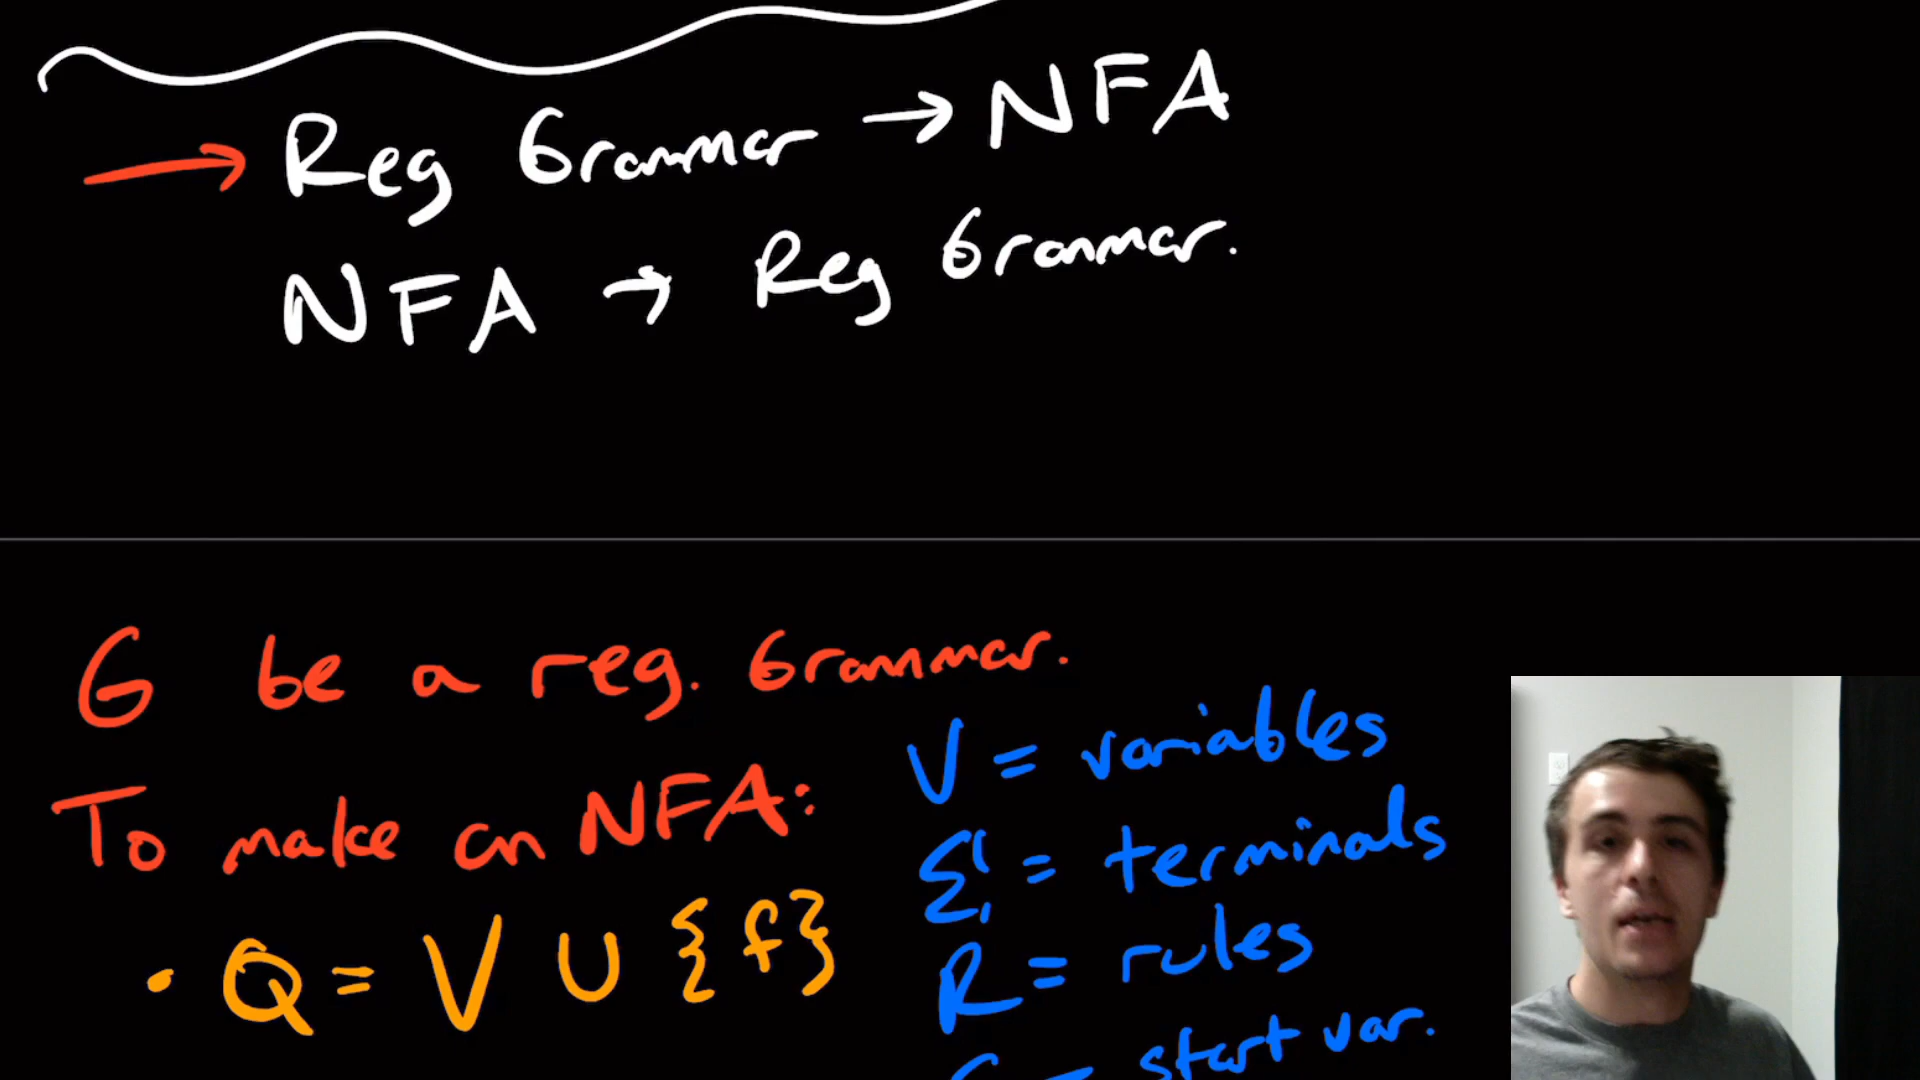 Reg Grammar → NFA
NFA → Reg Grammar.
G be a reg. Grammar.
To make an NFA:
• Q = V ∪ {f}
V = variables
Σ = terminals
R = rules
S = start var.